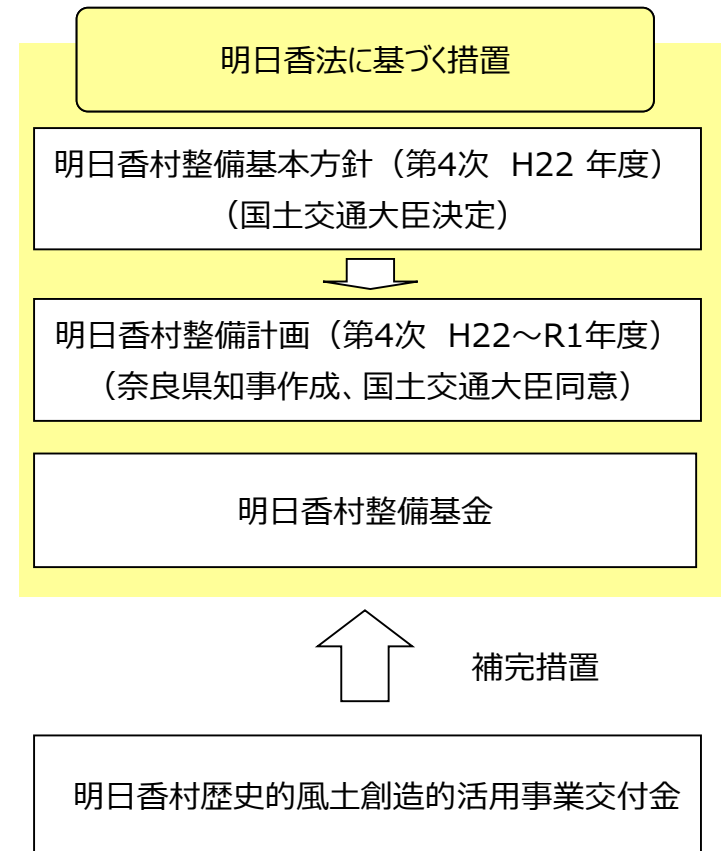 明日香法に基づく措置
明日香村整備基本方針（第4次 H22 年度）
（国土交通大臣決定）
明日香村整備計画（第4次 H22～R1年度）
（奈良県知事作成、国土交通大臣同意）
明日香村整備基金
補完措置
明日香村歴史的風土創造的活用事業交付金